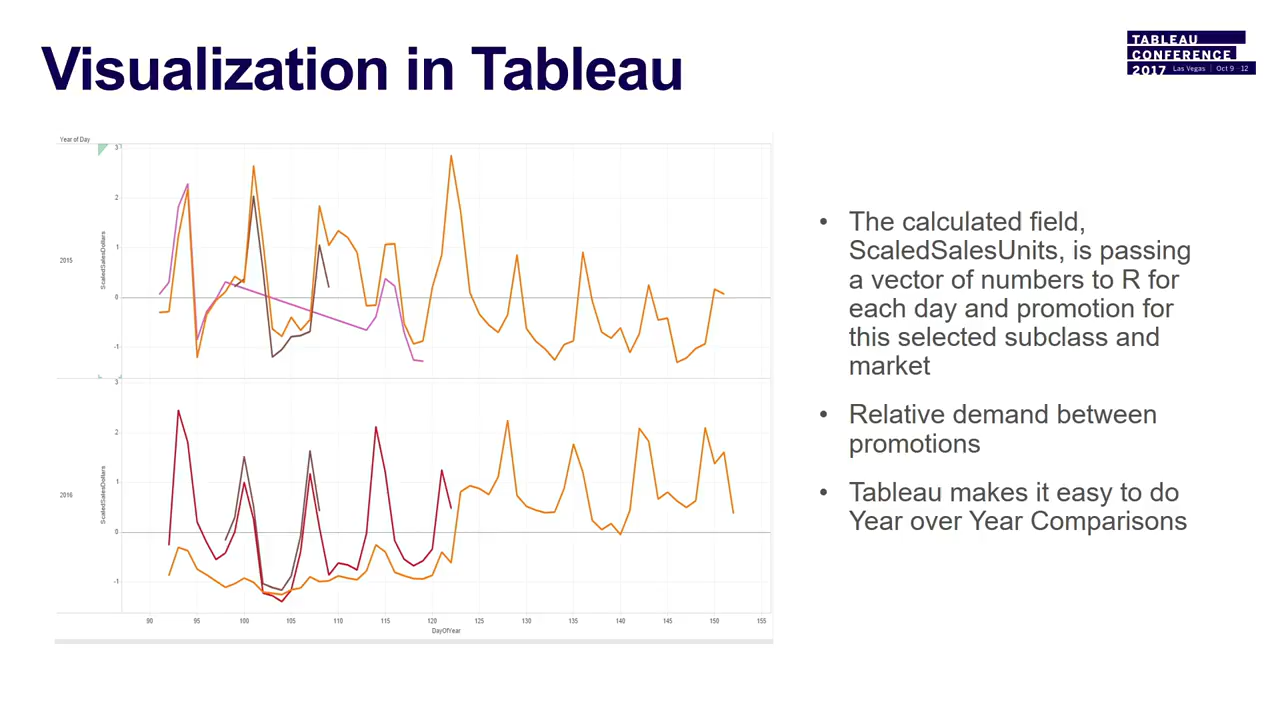 Visualization in Tableau
TABLEAU
CONFERENCE
2017 Las Vegas | Oct 9 - 12
Year of Day
2015
ScaledSalesDollars
3
2
1
0
-1
2016
ScaledSalesDollars
3
2
1
0
-1
90 95 100 105 110 115 120 125 130 135 140 145 150 155
DayOfYear
• The calculated field,
ScaledSalesUnits, is passing
a vector of numbers to R for
each day and promotion for
this selected subclass and
market
• Relative demand between
promotions
• Tableau makes it easy to do
Year over Year Comparisons